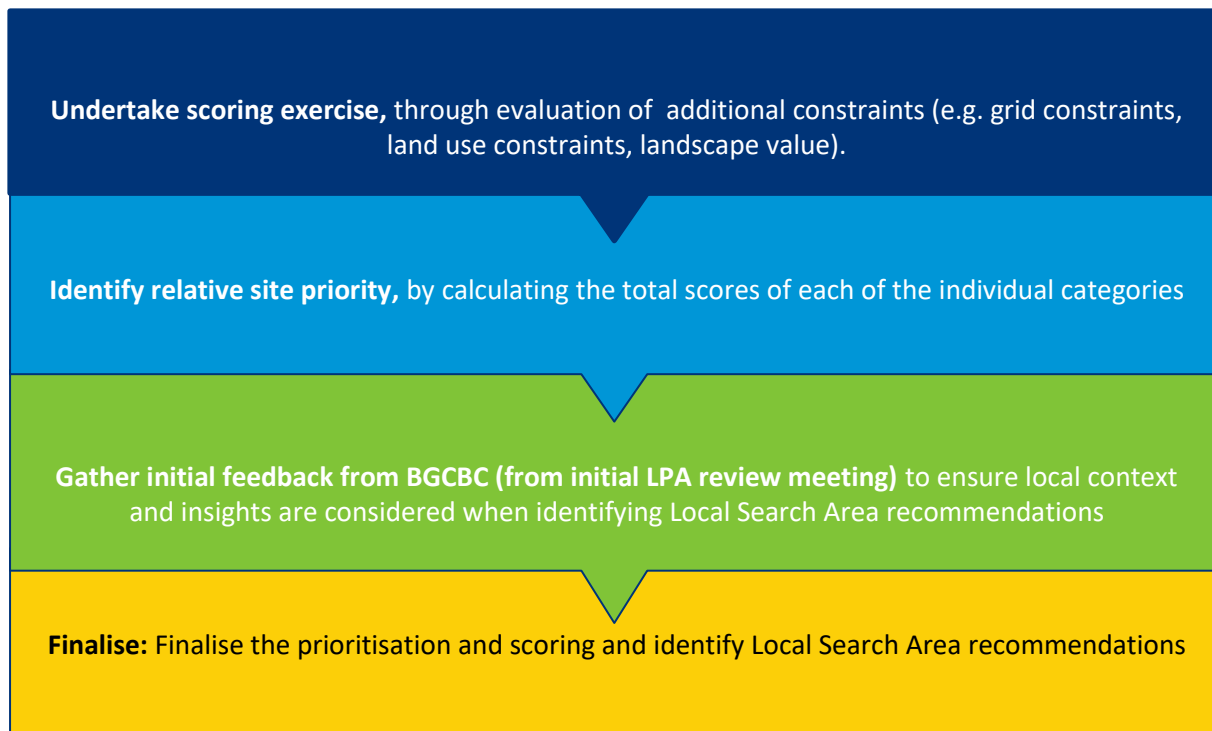 Undertake scoring exercise, through evaluation of  additional constraints (e.g. grid constraints,
land use constraints, landscape value).
Identify relative site priority, by calculating the total scores of each of the individual categories
Gather initial feedback from BGCBC (from initial LPA review meeting) to ensure local context
and insights are considered when identifying Local Search Area recommendations
Finalise: Finalise the prioritisation and scoring and identify Local Search Area recommendations